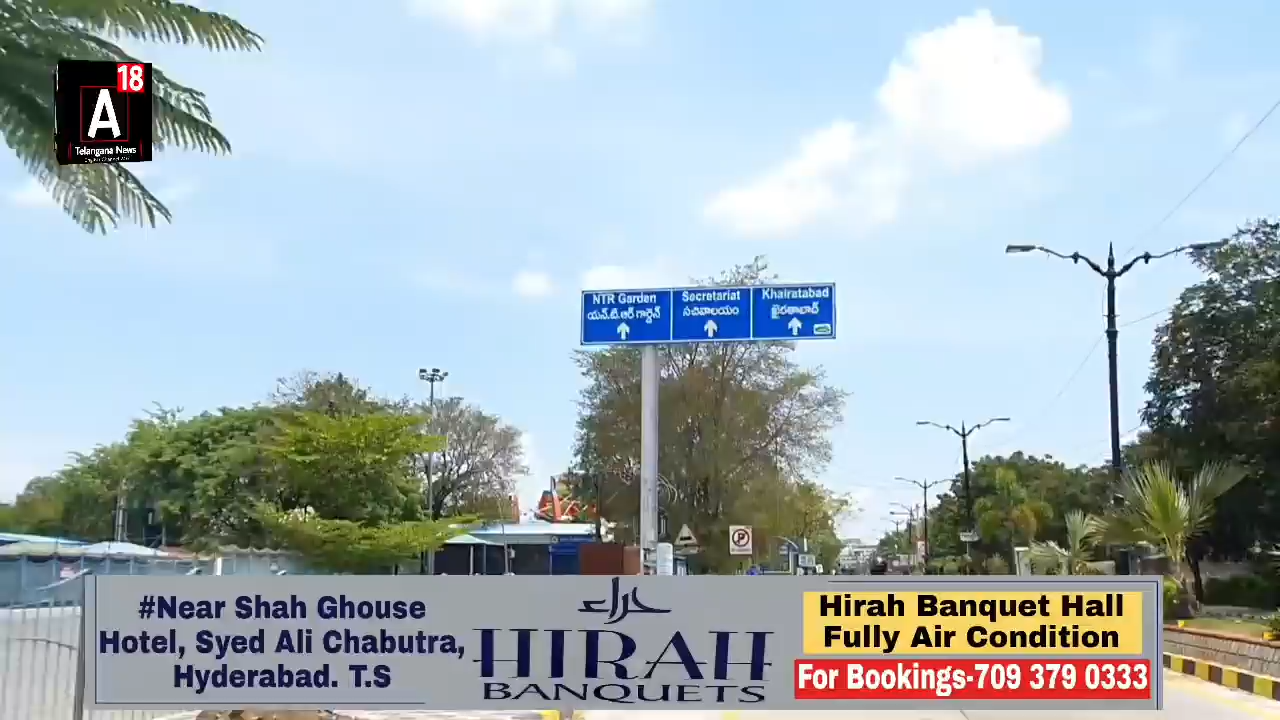 18
A
Telangana News
NTR Garden
యన్.టి.ఆర్ గార్డెన్
Secretariat
సచివాలయం
Khairatabad
ఖైరతాబాద్
#Near Shah Ghouse
Hotel, Syed Ali Chabutra,
Hyderabad. T.S
حراء
HIRAH
BANQUETS
Hirah Banquet Hall
Fully Air Condition
For Bookings-709 379 0333